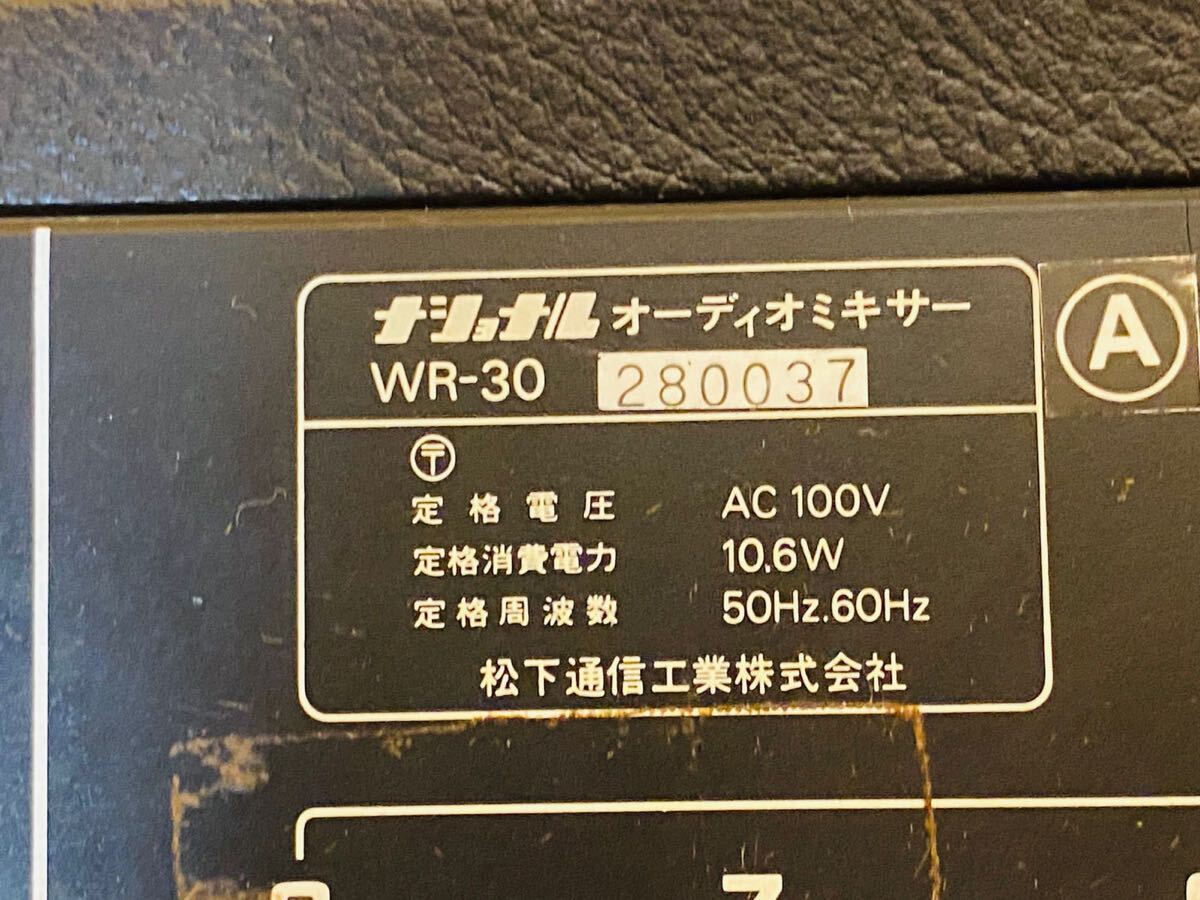 ナショナル オーディオミキサー
WR-30 280037
A
〒
定格電圧 AC 100V
定格消費電力 10.6W
定格周波数 50Hz.60Hz
松下通信工業株式会社